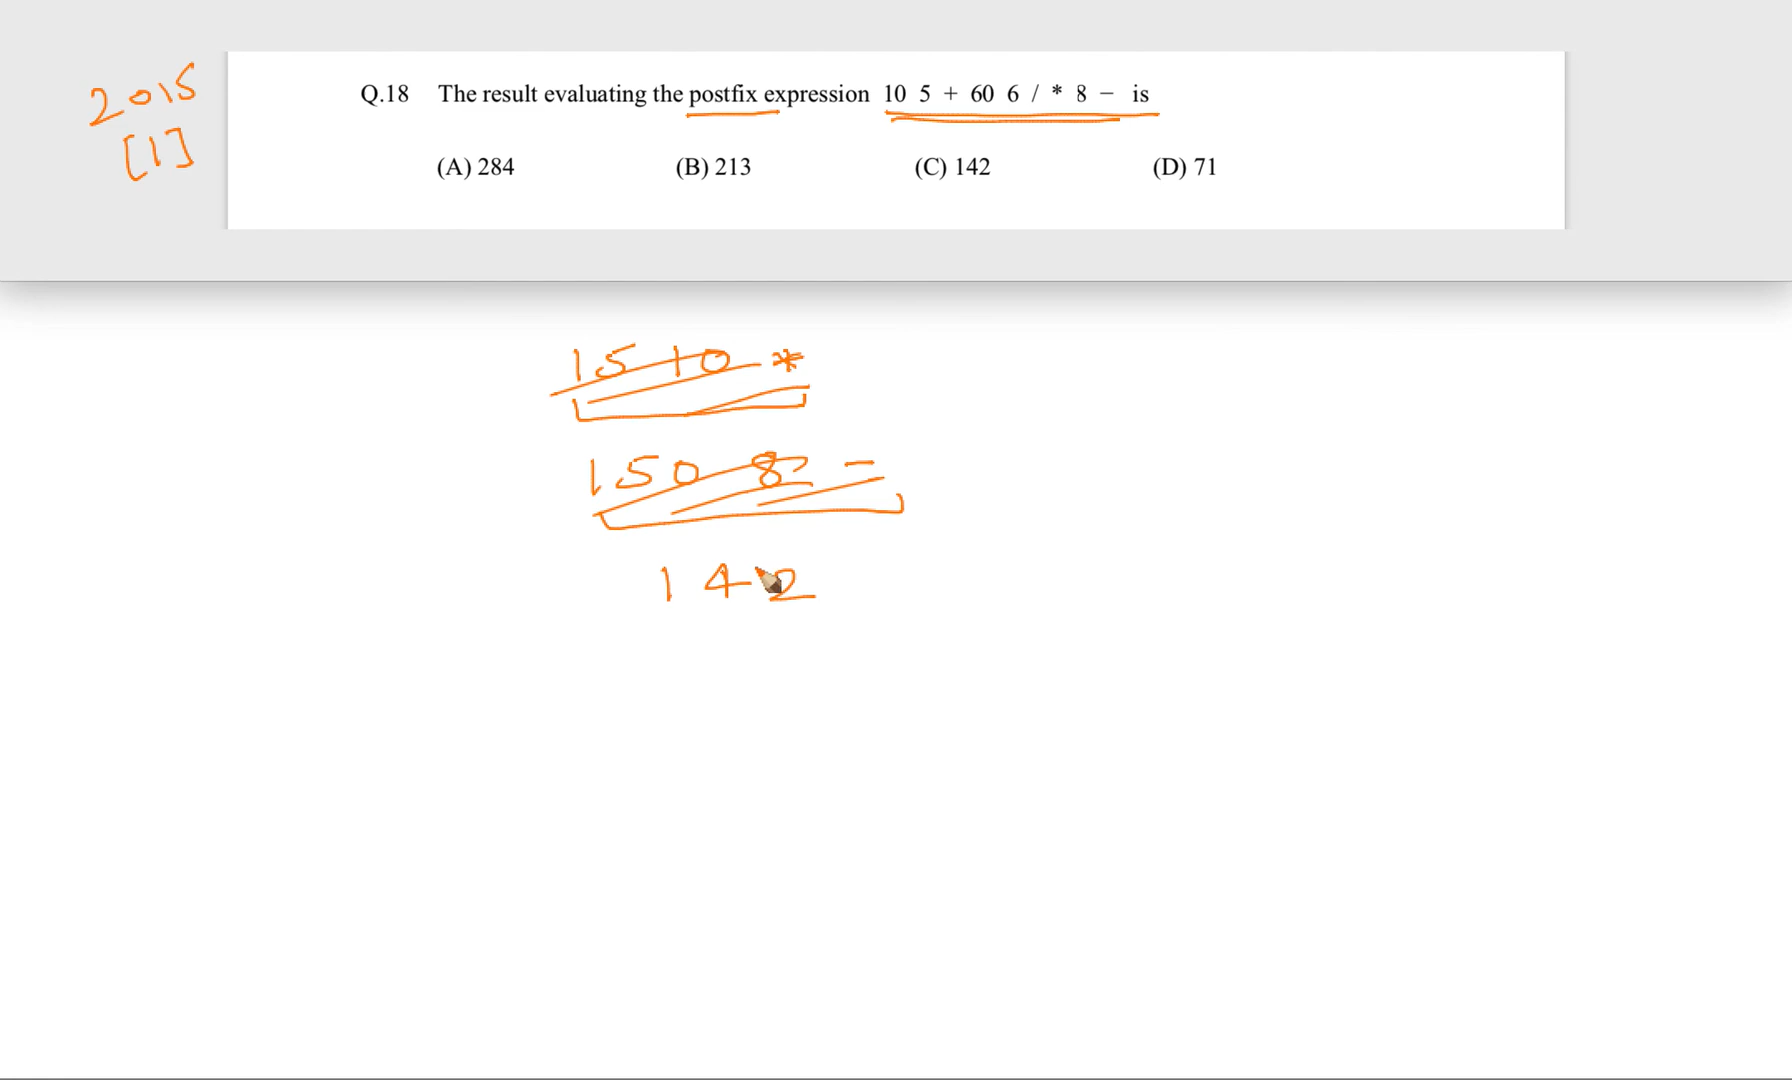 2015
[1]
Q.18 The result evaluating the postfix expression 10 5 + 60 6 / * 8 − is
(A) 284 (B) 213 (C) 142 (D) 71
15 10 *
150 8 -
142